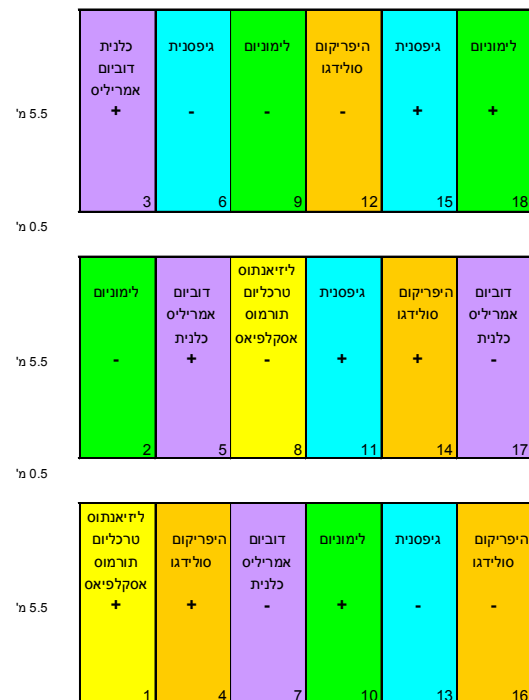 כלנית
דוביום
אמריליס
+
3
גיפסנית
-
6
לימוניום
-
9
היפריקום
סולידגו
-
12
גיפסנית
+
15
לימוניום
+
18
5.5 מ'
0.5 מ'
לימוניום
-
2
דוביום
אמריליס
כלנית
+
5
ליזיאנתוס
טרכליום
תורמוס
אסקלפיאס
-
8
גיפסנית
+
11
היפריקום
סולידגו
+
14
דוביום
אמריליס
כלנית
-
17
5.5 מ'
0.5 מ'
ליזיאנתוס
טרכליום
תורמוס
אסקלפיאס
+
1
היפריקום
סולידגו
+
4
דוביום
אמריליס
כלנית
-
7
לימוניום
+
10
גיפסנית
-
13
היפריקום
סולידגו
-
16
5.5 מ'